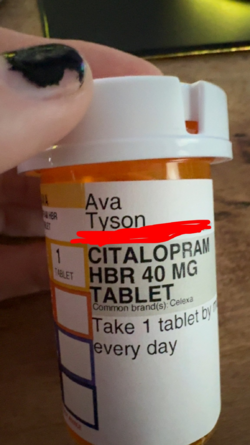 Ava
Tyson
CITALOPRAM
HBR 40 MG
TABLET
Common brand(s): Celexa
Take 1 tablet by
every day
1
TABLET